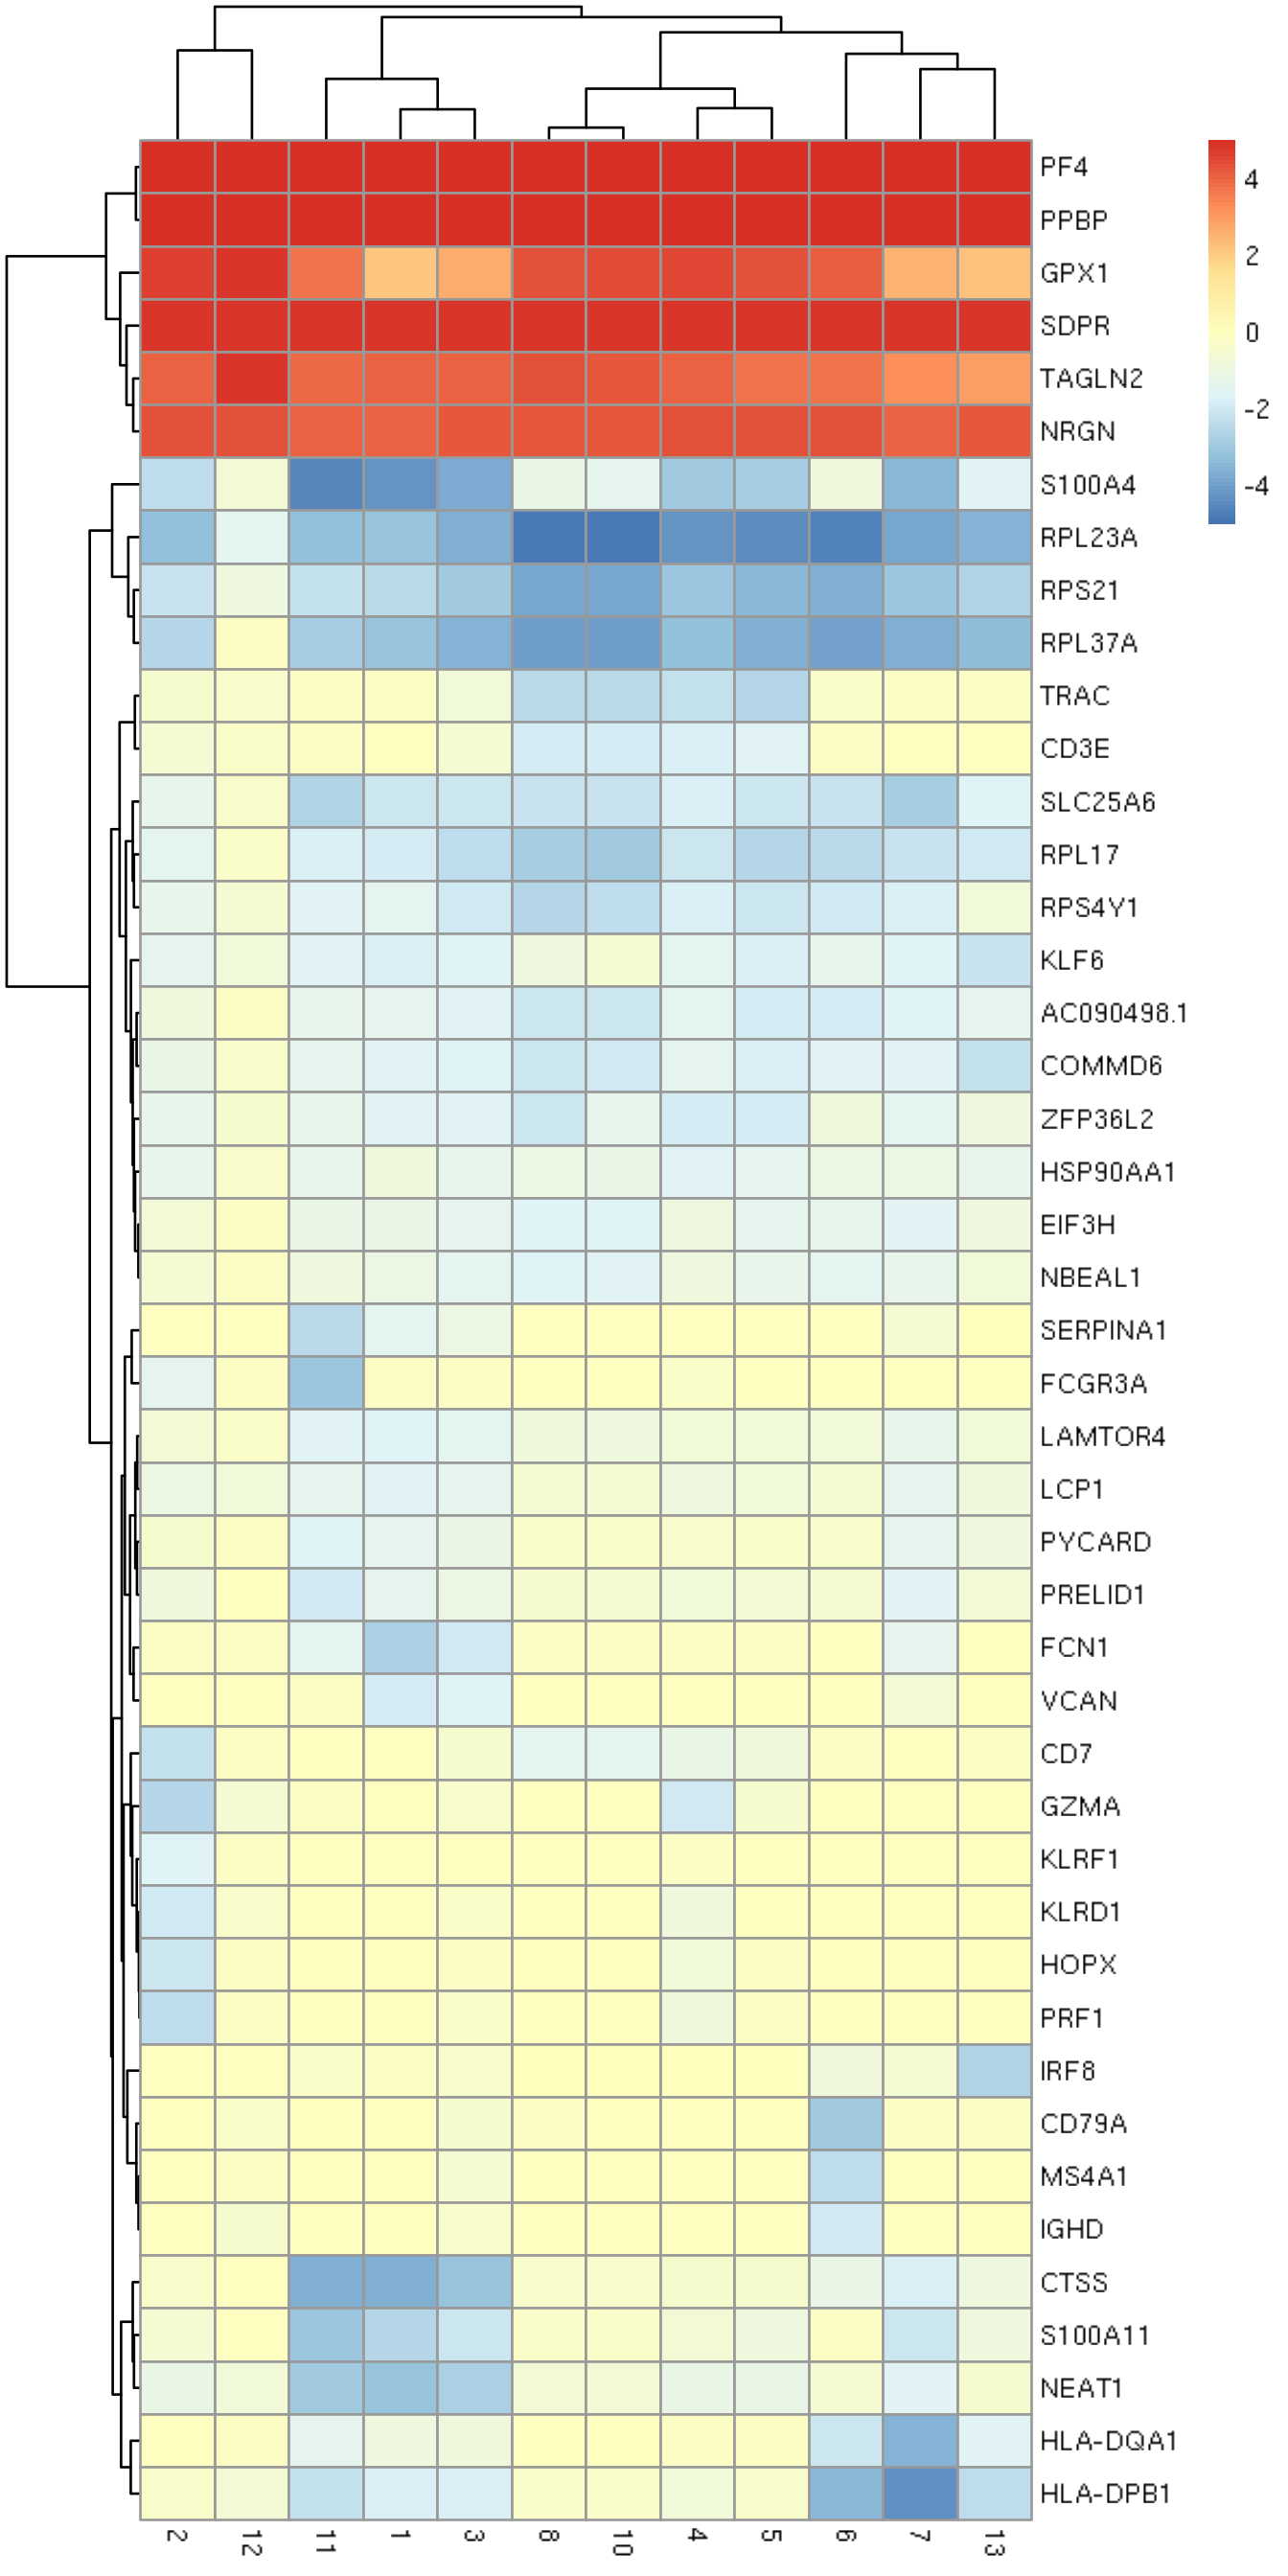 PF4
PPBP
GPX1
SDPR
TAGLN2
NRGN
S100A4
RPL23A
RPS21
RPL37A
TRAC
CD3E
SLC25A6
RPL17
RPS4Y1
KLF6
AC090498.1
COMMD6
ZFP36L2
HSP90AA1
EIF3H
NBEAL1
SERPINA1
FCGR3A
LAMTOR4
LCP1
PYCARD
PRELID1
FCN1
VCAN
CD7
GZMA
KLRF1
KLRD1
HOPX
PRF1
IRF8
CD79A
MS4A1
IGHD
CTSS
S100A11
NEAT1
HLA-DQA1
HLA-DPB1
2 12 11 1 3 8 10 4 5 6 7 13
4
2
0
-2
-4